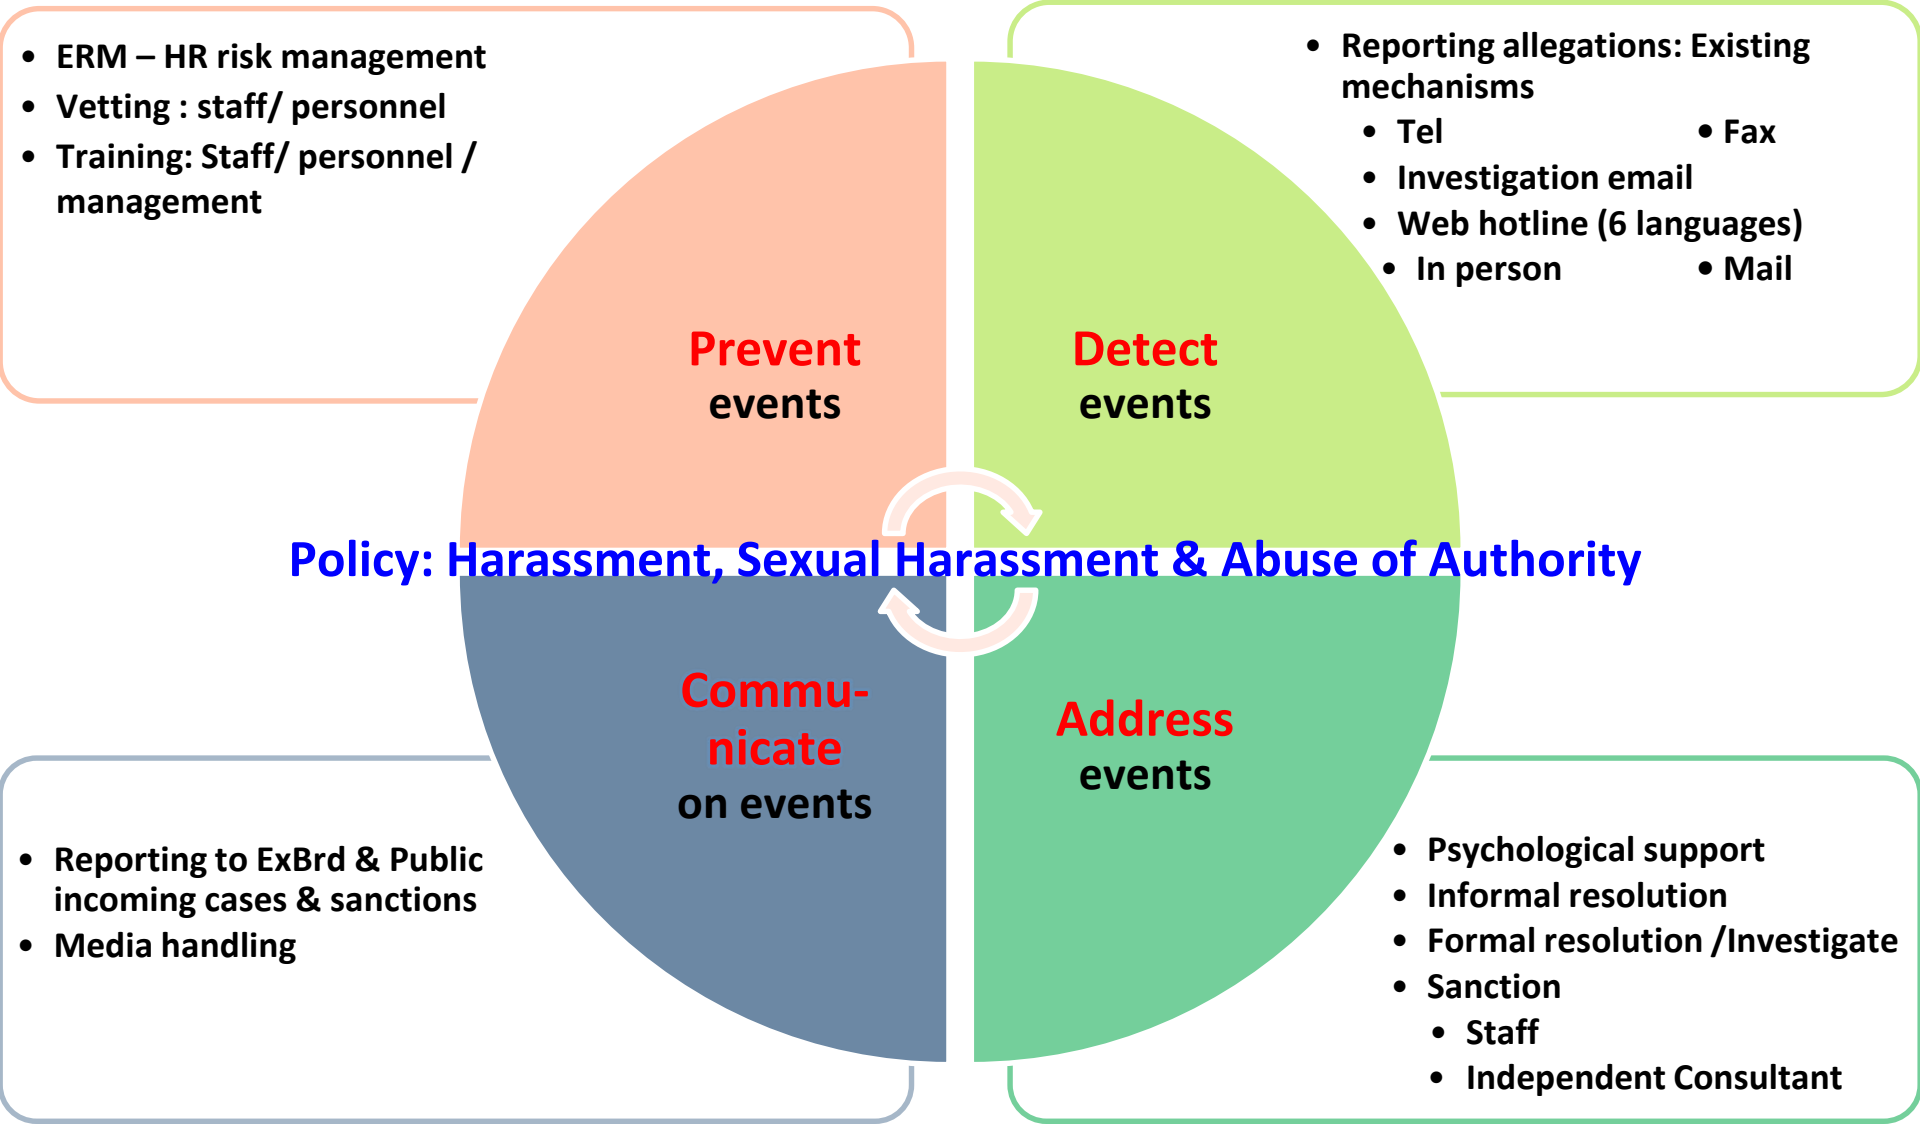 • ERM – HR risk management
• Vetting : staff/ personnel
• Training: Staff/ personnel /
management
• Reporting allegations: Existing
mechanisms
• Tel • Fax
• Investigation email
• Web hotline (6 languages)
• In person • Mail
Prevent
events
Detect
events
Policy: Harassment, Sexual Harassment & Abuse of Authority
Commu-
nicate
on events
Address
events
• Reporting to ExBrd & Public
incoming cases & sanctions
• Media handling
• Psychological support
• Informal resolution
• Formal resolution /Investigate
• Sanction
• Staff
• Independent Consultant